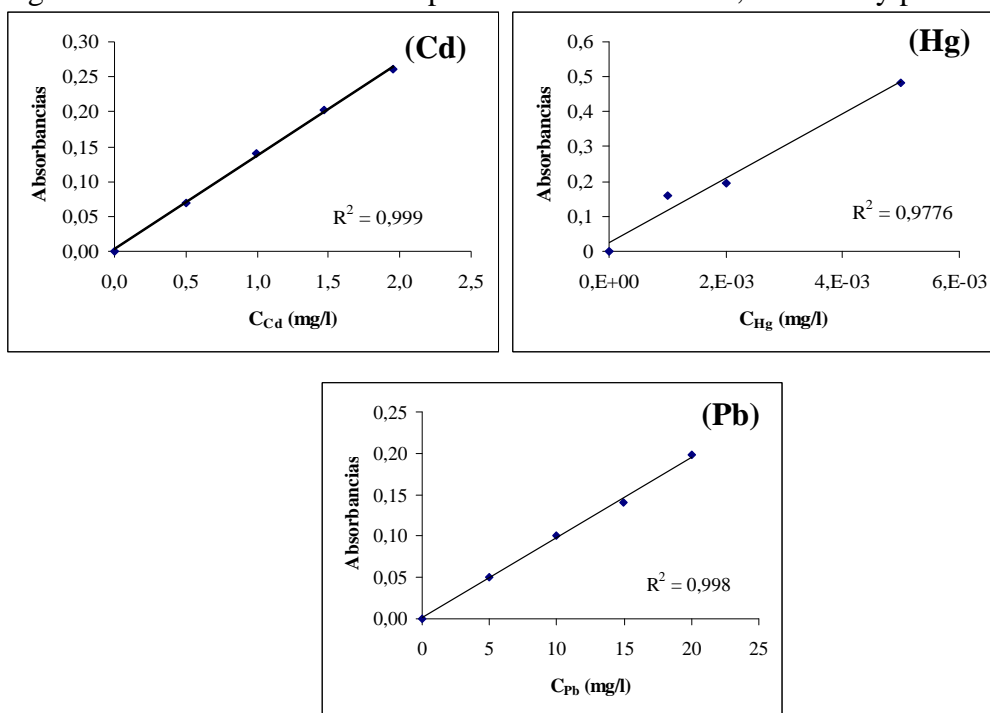 (Cd)
0,30
0,25
0,20
0,15
0,10
0,05
0,00
Absorbancias
R² = 0,999
0,0 0,5 1,0 1,5 2,0 2,5
C_Cd (mg/l)
(Hg)
0,6
0,5
0,4
0,3
0,2
0,1
0
Absorbancias
R² = 0,9776
0,E+00 2,E-03 4,E-03 6,E-03
C_Hg (mg/l)
(Pb)
0,25
0,20
0,15
0,10
0,05
0,00
Absorbancias
R² = 0,998
0 5 10 15 20 25
C_Pb (mg/l)